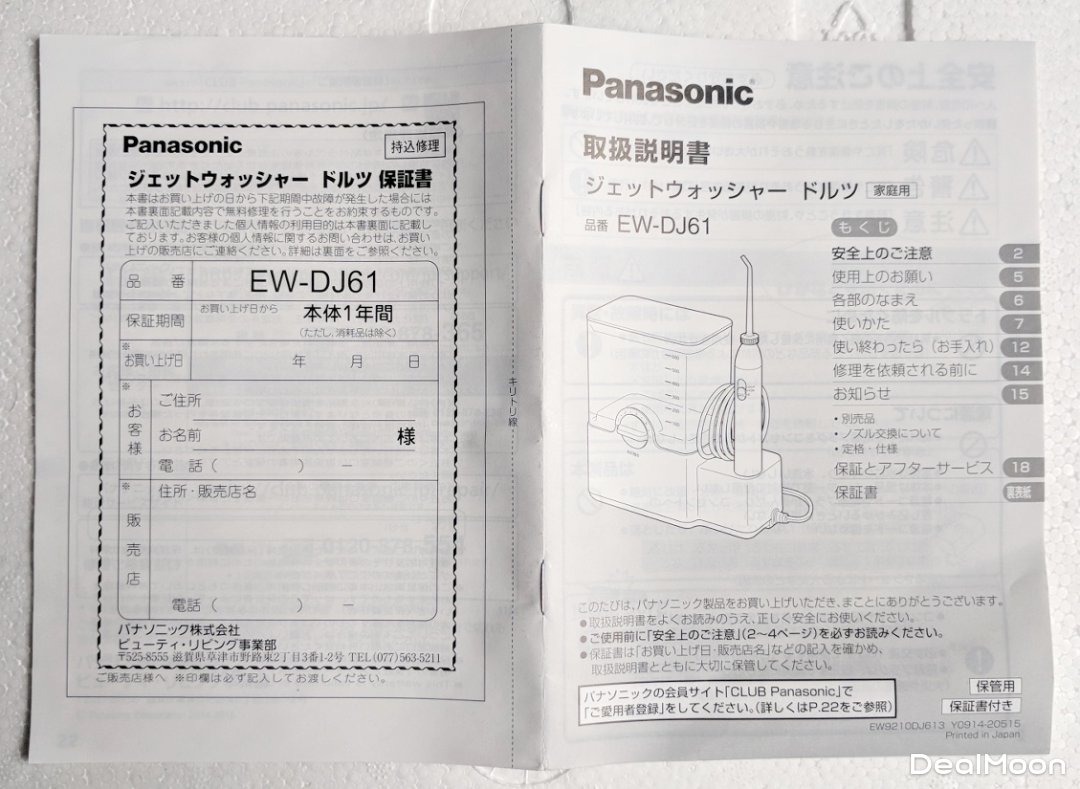 Panasonic
持込修理
ジェットウォッシャー ドルツ 保証書
本書はお買い上げの日から下記期間中故障が発生した場合には
本書裏面記載内容で無料修理を行うことをお約束するものです。
ご記入いただきました個人情報の利用目的は本書裏面に記載し
ております。お客様の個人情報に関するお問い合わせは、お買い
上げの販売店にご連絡ください。詳細は裏面をご参照ください。
品 番 EW-DJ61
保証期間 お買い上げ日から 本体1年間
(ただし、消耗品は除く)
※お買い上げ日 年 月 日
※お客様
ご住所
お名前 様
電 話( ) −
※販売店
住所・販売店名
電話( ) −
パナソニック株式会社
ビューティ・リビング事業部
〒525-8555 滋賀県草津市野路東2丁目3番1-2号 TEL(077)563-5211
ご販売店様へ ※印欄は必ず記入してお渡しください。
キリトリ線
22
Panasonic®
取扱説明書
ジェットウォッシャー ドルツ 家庭用
品番 EW-DJ61
もくじ
安全上のご注意 2
使用上のお願い 5
各部のなまえ 6
使いかた 7
使い終わったら(お手入れ) 12
修理を依頼される前に 14
お知らせ 15
・別売品
・ノズル交換について
・定格・仕様
保証とアフターサービス 18
保証書 裏表紙
このたびは、パナソニック製品をお買い上げいただき、まことにありがとうございます。
●取扱説明書をよくお読みのうえ、正しく安全にお使いください。
●ご使用前に「安全上のご注意」(2〜4ページ)を必ずお読みください。
●保証書は「お買い上げ日・販売店名」などの記入を確かめ、
取扱説明書とともに大切に保管してください。
パナソニックの会員サイト「CLUB Panasonic」で
「ご愛用者登録」をしてください。(詳しくはP.22をご参照)
保管用
保証書付き
EW9210DJ613 Y0914-20515
Printed in Japan
DealMoon